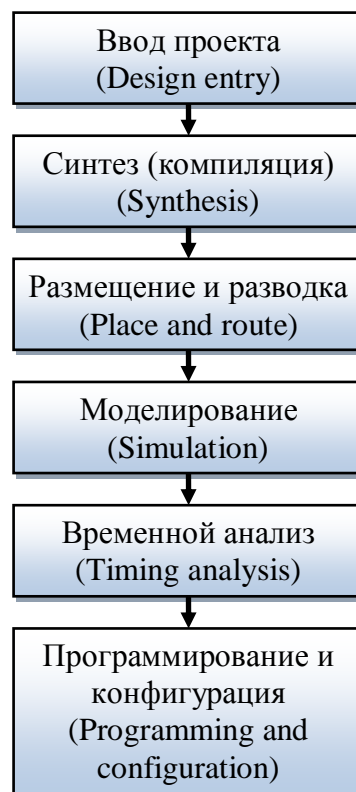 Ввод проекта
(Design entry)
Синтез (компиляция)
(Synthesis)
Размещение и разводка
(Place and route)
Моделирование
(Simulation)
Временной анализ
(Timing analysis)
Программирование и
конфигурация
(Programming and
configuration)